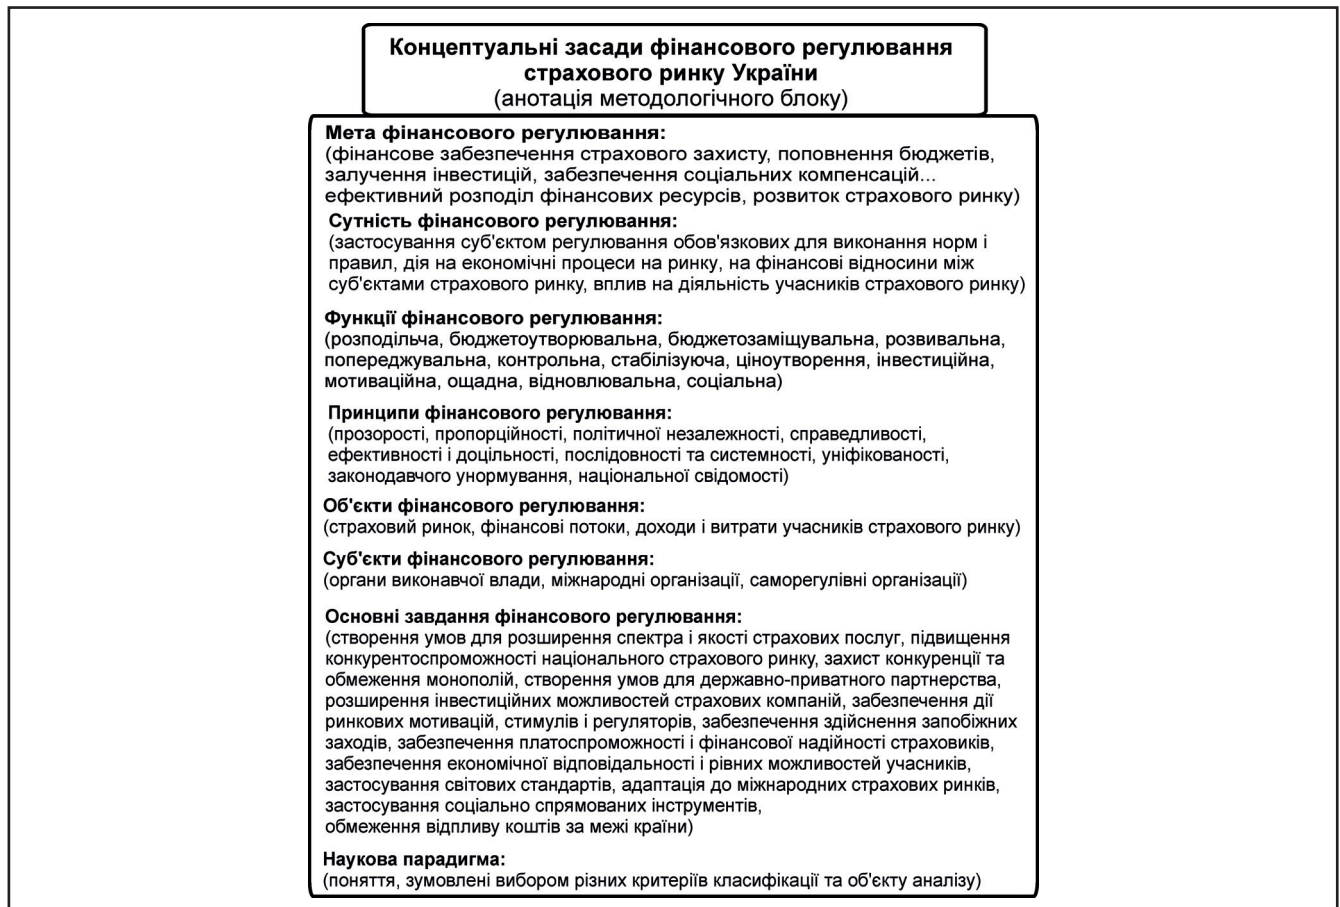 Концептуальні засади фінансового регулювання
страхового ринку України
(анотація методологічного блоку)
Мета фінансового регулювання:
(фінансове забезпечення страхового захисту, поповнення бюджетів,
залучення інвестицій, забезпечення соціальних компенсацій...
ефективний розподіл фінансових ресурсів, розвиток страхового ринку)
Сутність фінансового регулювання:
(застосування суб'єктом регулювання обов'язкових для виконання норм і
правил, дія на економічні процеси на ринку, на фінансові відносини між
суб'єктами страхового ринку, вплив на діяльність учасників страхового ринку)
Функції фінансового регулювання:
(розподільча, бюджетоутворювальна, бюджетозаміщувальна, розвивальна,
попереджувальна, контрольна, стабілізуюча, ціноутворення, інвестиційна,
мотиваційна, ощадна, відновлювальна, соціальна)
Принципи фінансового регулювання:
(прозорості, пропорційності, політичної незалежності, справедливості,
ефективності і доцільності, послідовності та системності, уніфікованості,
законодавчого унормування, національної свідомості)
Об'єкти фінансового регулювання:
(страховий ринок, фінансові потоки, доходи і витрати учасників страхового ринку)
Суб'єкти фінансового регулювання:
(органи виконавчої влади, міжнародні організації, саморегулівні організації)
Основні завдання фінансового регулювання:
(створення умов для розширення спектра і якості страхових послуг, підвищення
конкурентоспроможності національного страхового ринку, захист конкуренції та
обмеження монополій, створення умов для державно-приватного партнерства,
розширення інвестиційних можливостей страхових компаній, забезпечення дії
ринкових мотивацій, стимулів і регуляторів, забезпечення здійснення запобіжних
заходів, забезпечення платоспроможності і фінансової надійності страховиків,
забезпечення економічної відповідальності і рівних можливостей учасників,
застосування світових стандартів, адаптація до міжнародних страхових ринків,
застосування соціально спрямованих інструментів,
обмеження відпливу коштів за межі країни)
Наукова парадигма:
(поняття, зумовлені вибором різних критеріїв класифікації та об'єкту аналізу)